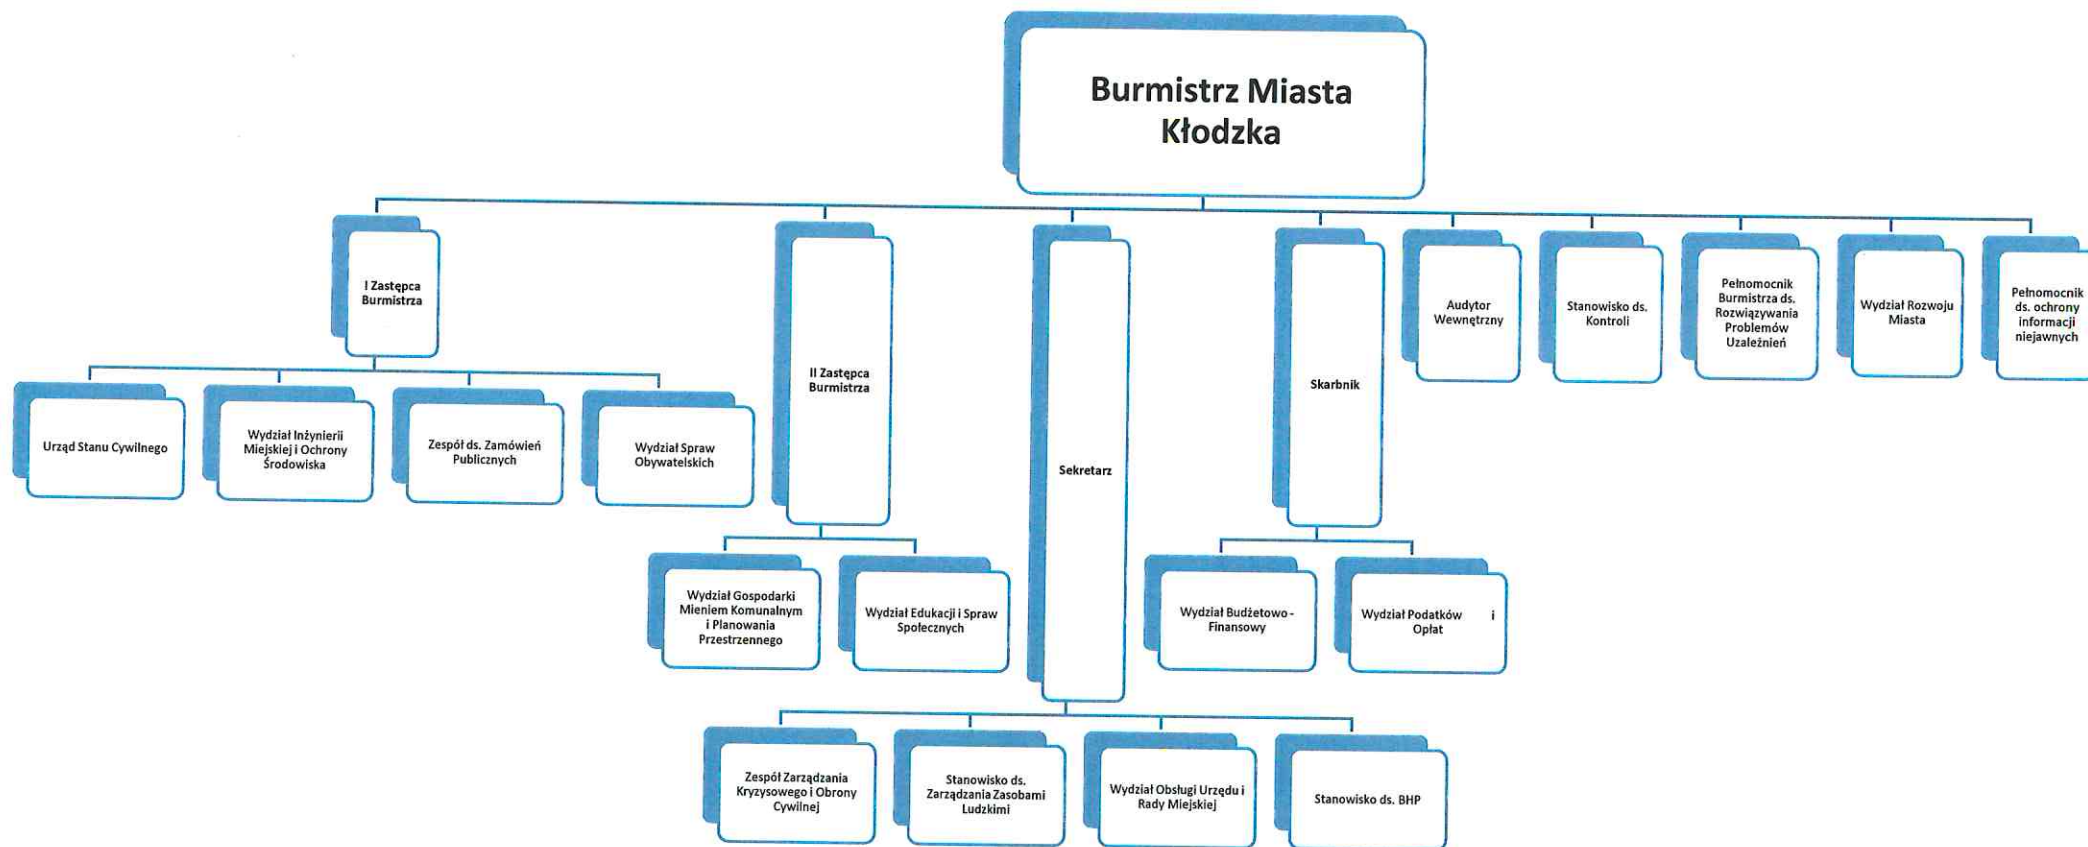 Burmistrz Miasta
Kłodzka
I Zastępca
Burmistrza
II Zastępca
Burmistrza
Sekretarz
Skarbnik
Audytor
Wewnętrzny
Stanowisko ds.
Kontroli
Pełnomocnik
Burmistrza ds.
Rozwiązywania
Problemów
Uzależnień
Wydział Rozwoju
Miasta
Pełnomocnik
ds. ochrony
informacji
niejawnych
Urząd Stanu Cywilnego
Wydział Inżynierii
Miejskiej i Ochrony
Środowiska
Zespół ds. Zamówień
Publicznych
Wydział Spraw
Obywatelskich
Wydział Gospodarki
Mieniem Komunalnym
i Planowania
Przestrzennego
Wydział Edukacji i Spraw
Społecznych
Wydział Budżetowo -
Finansowy
Wydział Podatków i
Opłat
Zespół Zarządzania
Kryzysowego i Obrony
Cywilnej
Stanowisko ds.
Zarządzania Zasobami
Ludzkimi
Wydział Obsługi Urzędu i
Rady Miejskiej
Stanowisko ds. BHP